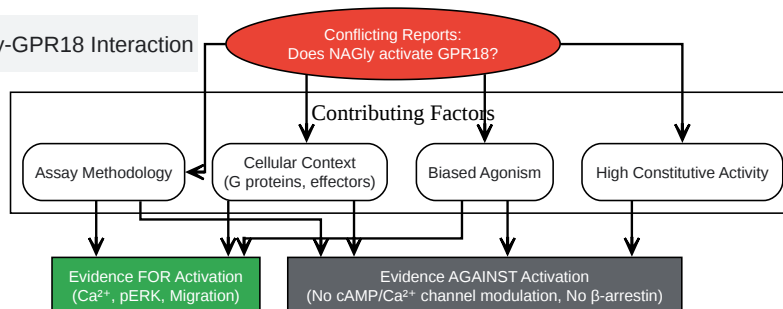 -GPR18 Interaction
Conflicting Reports:
Does NAGly activate GPR18?
Contributing Factors
Assay Methodology
Cellular Context
(G proteins, effectors)
Biased Agonism
High Constitutive Activity
Evidence FOR Activation
(Ca²⁺, pERK, Migration)
Evidence AGAINST Activation
(No cAMP/Ca²⁺ channel modulation, No β-arrestin)